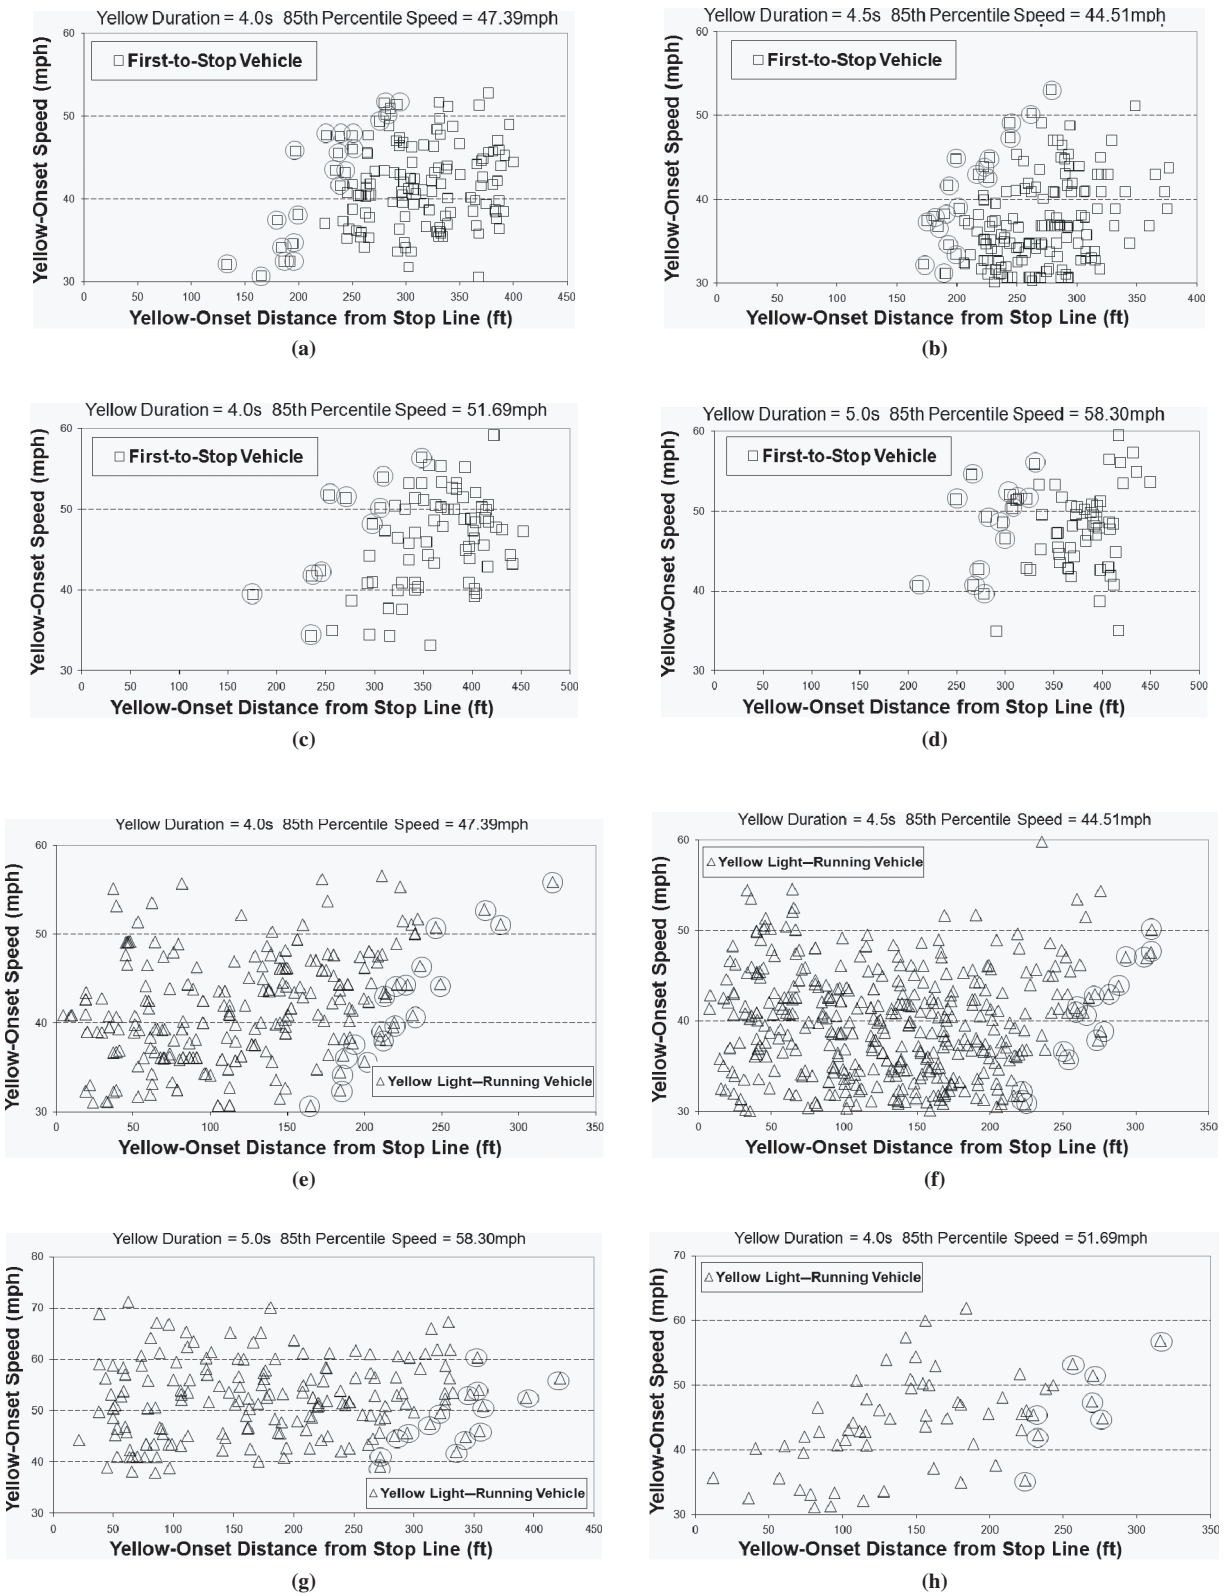 Yellow Duration = 4.0s 85th Percentile Speed = 47.39mph
Yellow-Onset Speed (mph)
60
50
40
30
First-to-Stop Vehicle
0 50 100 150 200 250 300 350 400 450
Yellow-Onset Distance from Stop Line (ft)
(a)
Yellow Duration = 4.5s 85th Percentile Speed = 44.51mph
Yellow-Onset Speed (mph)
60
50
40
30
First-to-Stop Vehicle
0 50 100 150 200 250 300 350 400
Yellow-Onset Distance from Stop Line (ft)
(b)
Yellow Duration = 4.0s 85th Percentile Speed = 51.69mph
Yellow-Onset Speed (mph)
60
50
40
30
First-to-Stop Vehicle
0 50 100 150 200 250 300 350 400 450 500
Yellow-Onset Distance from Stop Line (ft)
(c)
Yellow Duration = 5.0s 85th Percentile Speed = 58.30mph
Yellow-Onset Speed (mph)
60
50
40
30
First-to-Stop Vehicle
0 50 100 150 200 250 300 350 400 450 500
Yellow-Onset Distance from Stop Line (ft)
(d)
Yellow Duration = 4.0s 85th Percentile Speed = 47.39mph
Yellow-Onset Speed (mph)
60
50
40
30
Yellow Light—Running Vehicle
0 50 100 150 200 250 300 350
Yellow-Onset Distance from Stop Line (ft)
(e)
Yellow Duration = 4.5s 85th Percentile Speed = 44.51mph
Yellow-Onset Speed (mph)
60
50
40
30
Yellow Light—Running Vehicle
0 50 100 150 200 250 300 350
Yellow-Onset Distance from Stop Line (ft)
(f)
Yellow Duration = 5.0s 85th Percentile Speed = 58.30mph
Yellow-Onset Speed (mph)
80
70
60
50
40
30
Yellow Light—Running Vehicle
0 50 100 150 200 250 300 350 400 450
Yellow-Onset Distance from Stop Line (ft)
(g)
Yellow Duration = 4.0s 85th Percentile Speed = 51.69mph
Yellow-Onset Speed (mph)
70
60
50
40
30
Yellow Light—Running Vehicle
0 50 100 150 200 250 300 350
Yellow-Onset Distance from Stop Line (ft)
(h)